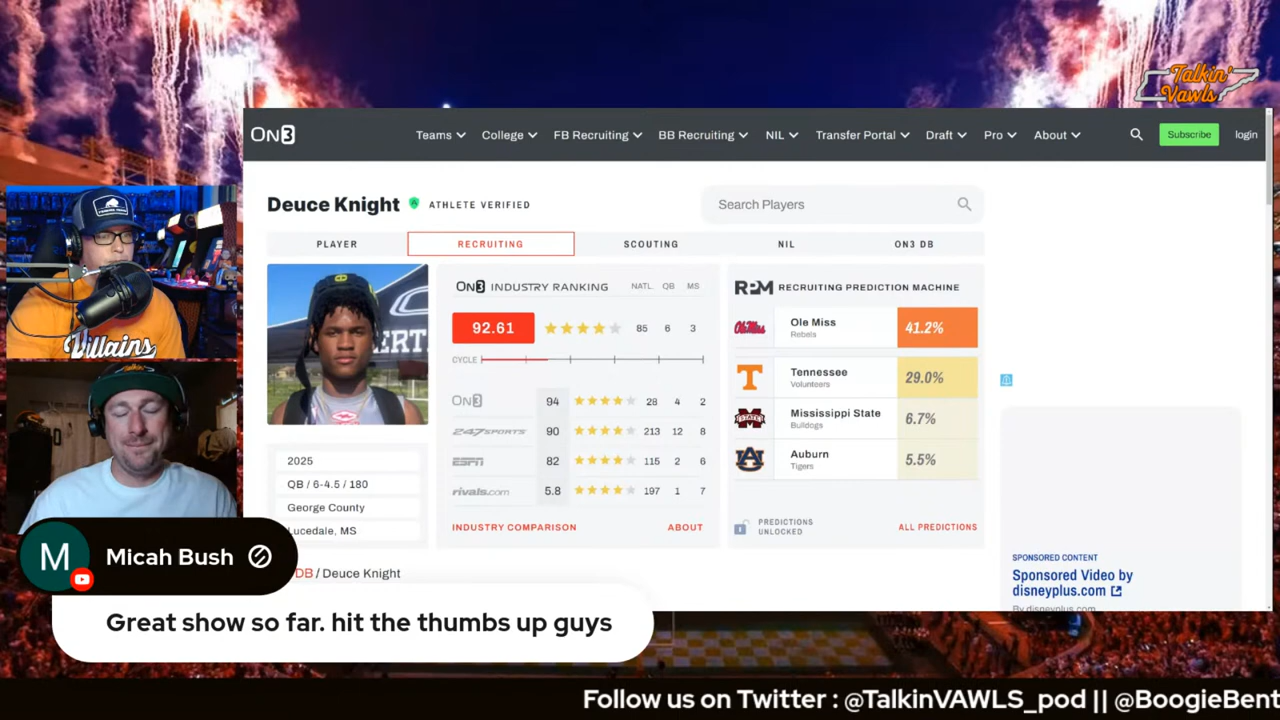 Talkin'
Vawls
On3
Teams College FB Recruiting BB Recruiting NIL Transfer Portal Draft Pro About Subscribe login
Deuce Knight ATHLETE VERIFIED
Search Players
PLAYER RECRUITING SCOUTING NIL ON3 DB
On3 INDUSTRY RANKING NATL. QB MS
92.61 85 6 3
CYCLE
On3 94 28 4 2
247SPORTS 90 213 12 8
ESPN 82 115 2 6
rivals.com 5.8 197 1 7
INDUSTRY COMPARISON ABOUT
RPM RECRUITING PREDICTION MACHINE
Ole Miss
Rebels
41.2%
Tennessee
Volunteers
29.0%
Mississippi State
Bulldogs
6.7%
Auburn
Tigers
5.5%
PREDICTIONS
UNLOCKED
ALL PREDICTIONS
2025
QB / 6-4.5 / 180
George County
Lucedale, MS
DB / Deuce Knight
SPONSORED CONTENT
Sponsored Video by
disneyplus.com
By disneyplus.com
Villains
M
Micah Bush
Great show so far. hit the thumbs up guys
Follow us on Twitter : @TalkinVAWLS_pod || @BoogieBent